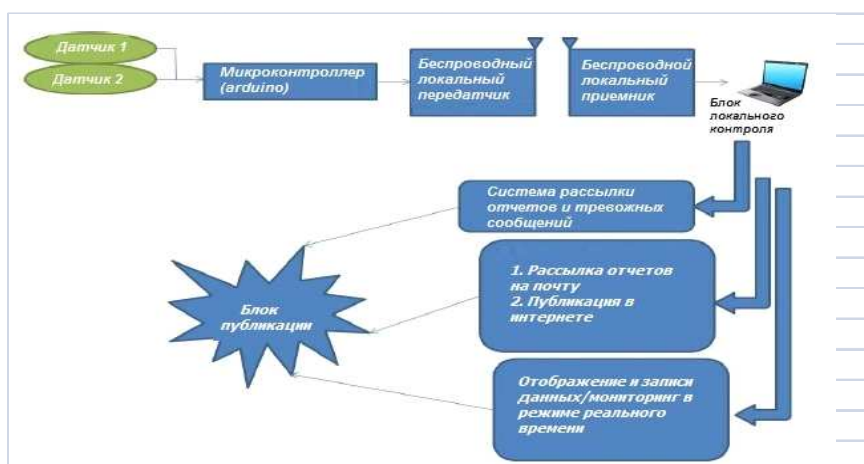 Датчик 1
Датчик 2
Микроконтроллер
(arduino)
Беспроводный
локальный
передатчик
Беспроводной
локальный
приемник
Блок
локального
контроля
Система рассылки
отчетов и тревожных
сообщений
1. Рассылка отчетов
на почту
2. Публикация в
интернете
Блок
публикации
Отображение и записи
данных/мониторинг в
режиме реального
времени